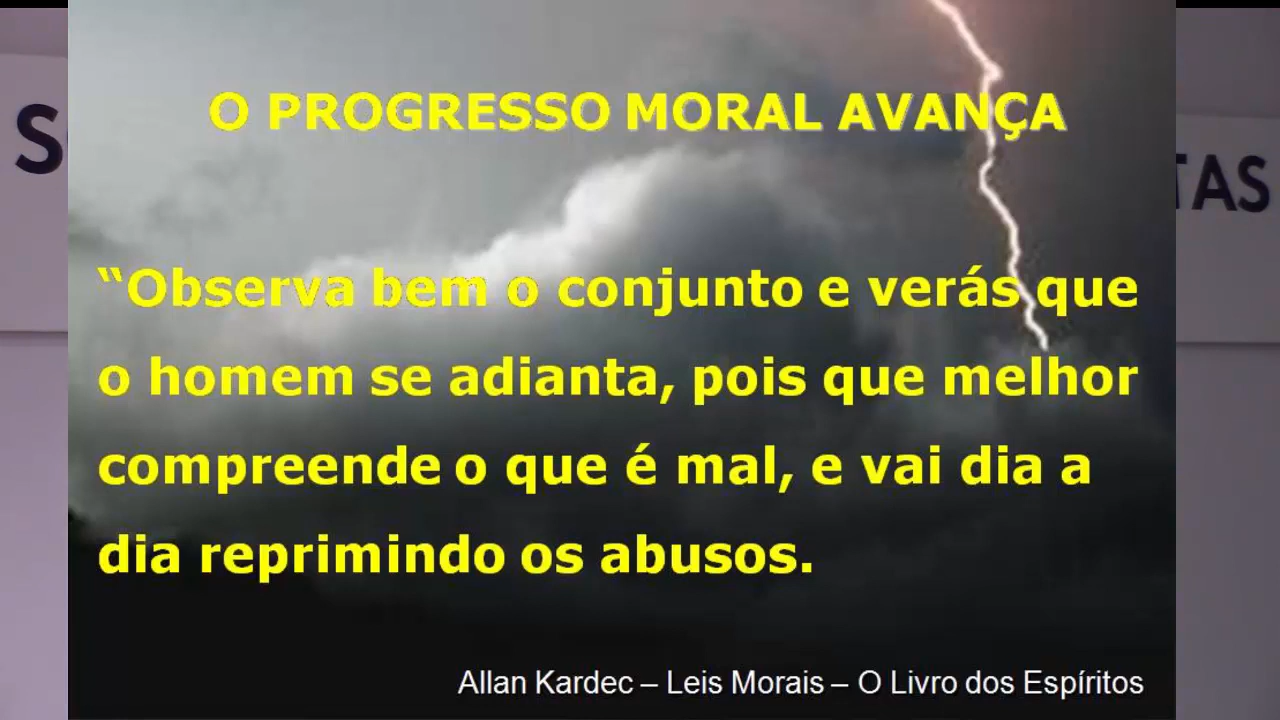 O PROGRESSO MORAL AVANÇA
“Observa bem o conjunto e verás que
o homem se adianta, pois que melhor
compreende o que é mal, e vai dia a
dia reprimindo os abusos.
Allan Kardec – Leis Morais – O Livro dos Espíritos